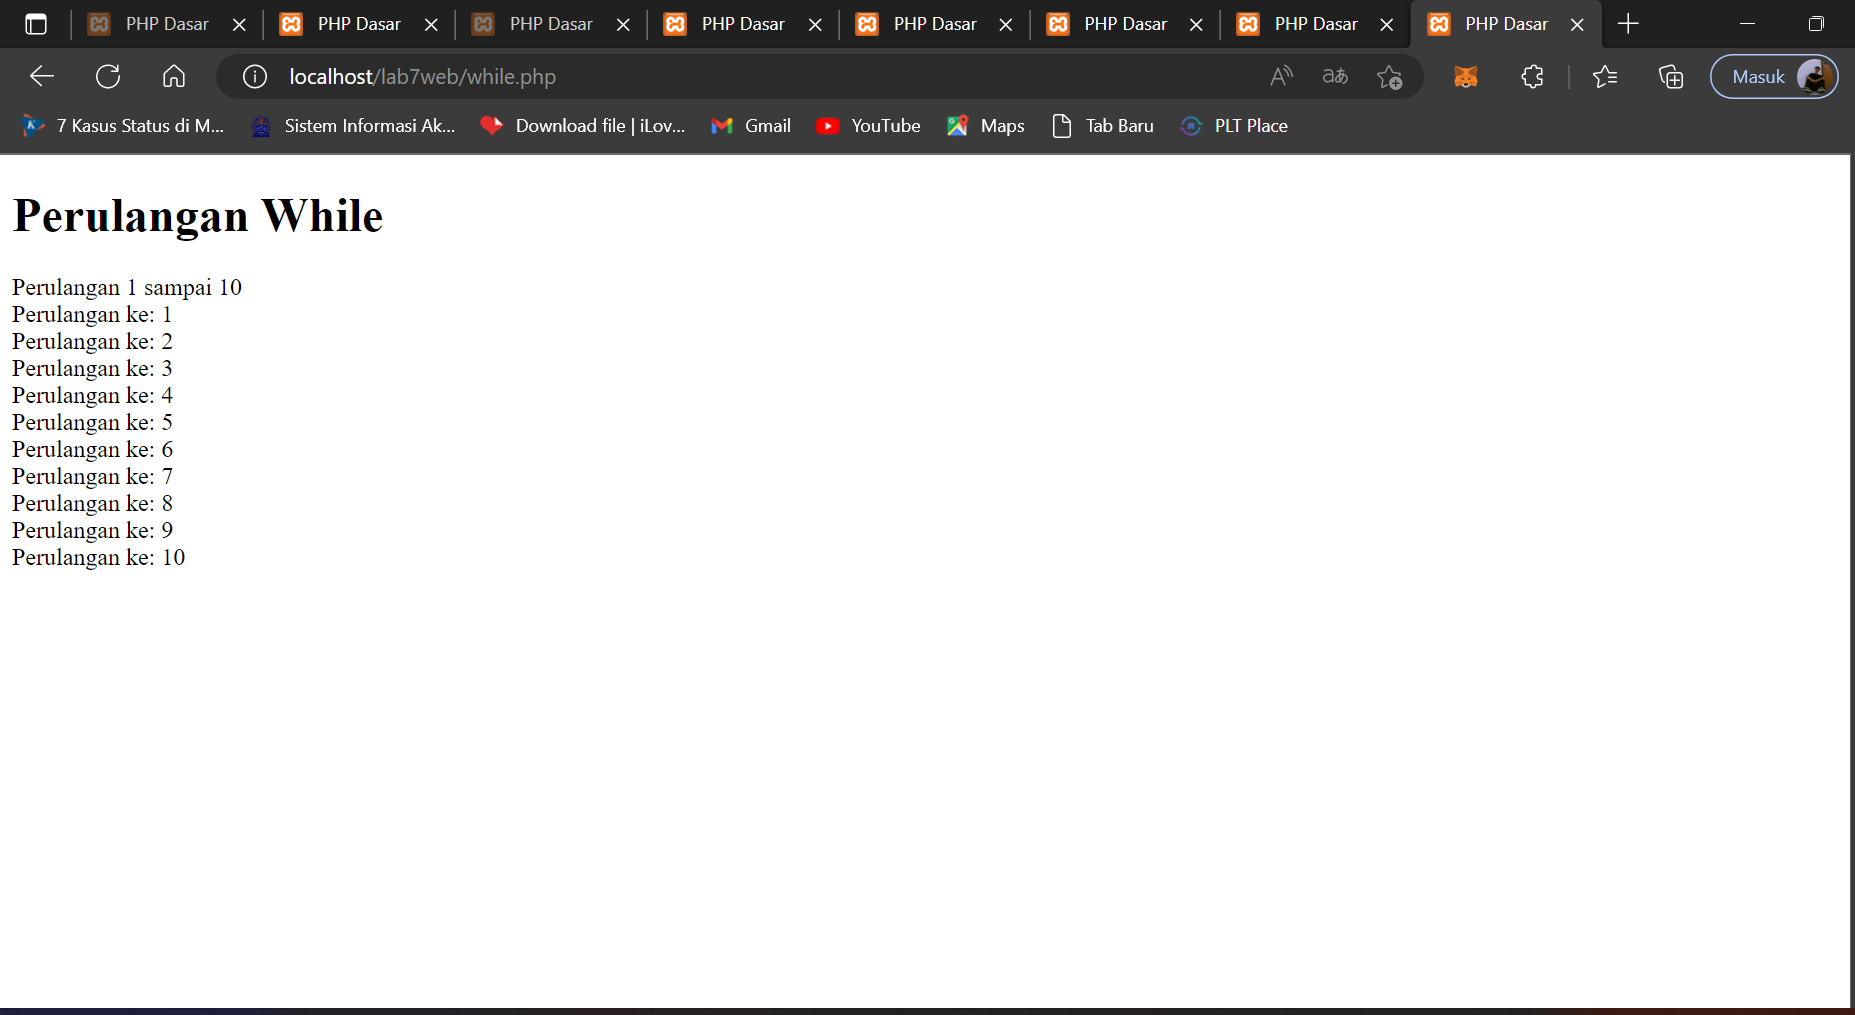 PHP Dasar PHP Dasar PHP Dasar PHP Dasar PHP Dasar PHP Dasar PHP Dasar PHP Dasar
localhost/lab7web/while.php Masuk
7 Kasus Status di M... Sistem Informasi Ak... Download file | iLov... Gmail YouTube Maps Tab Baru PLT Place
Perulangan While
Perulangan 1 sampai 10
Perulangan ke: 1
Perulangan ke: 2
Perulangan ke: 3
Perulangan ke: 4
Perulangan ke: 5
Perulangan ke: 6
Perulangan ke: 7
Perulangan ke: 8
Perulangan ke: 9
Perulangan ke: 10